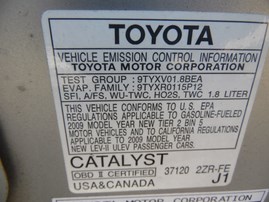 TOYOTA
VEHICLE EMISSION CONTROL INFORMATION
TOYOTA MOTOR CORPORATION
TEST GROUP : 9TYXV01.8BEA
EVAP. FAMILY : 9TYXR0115P12
SFI, A/FS, WU-TWC, HO2S, TWC 1.8 LITER
THIS VEHICLE CONFORMS TO U.S. EPA
REGULATIONS APPLICABLE TO GASOLINE-FUELED
2009 MODEL YEAR NEW TIER 2 BIN 5
MOTOR VEHICLES AND TO CALIFORNIA REGULATIONS
APPLICABLE TO 2009 MODEL YEAR
NEW LEV-II ULEV PASSENGER CARS.
CATALYST
OBD II CERTIFIED 37120 2ZR-FE
USA&CANADA J1
MOTOR CORPORATION